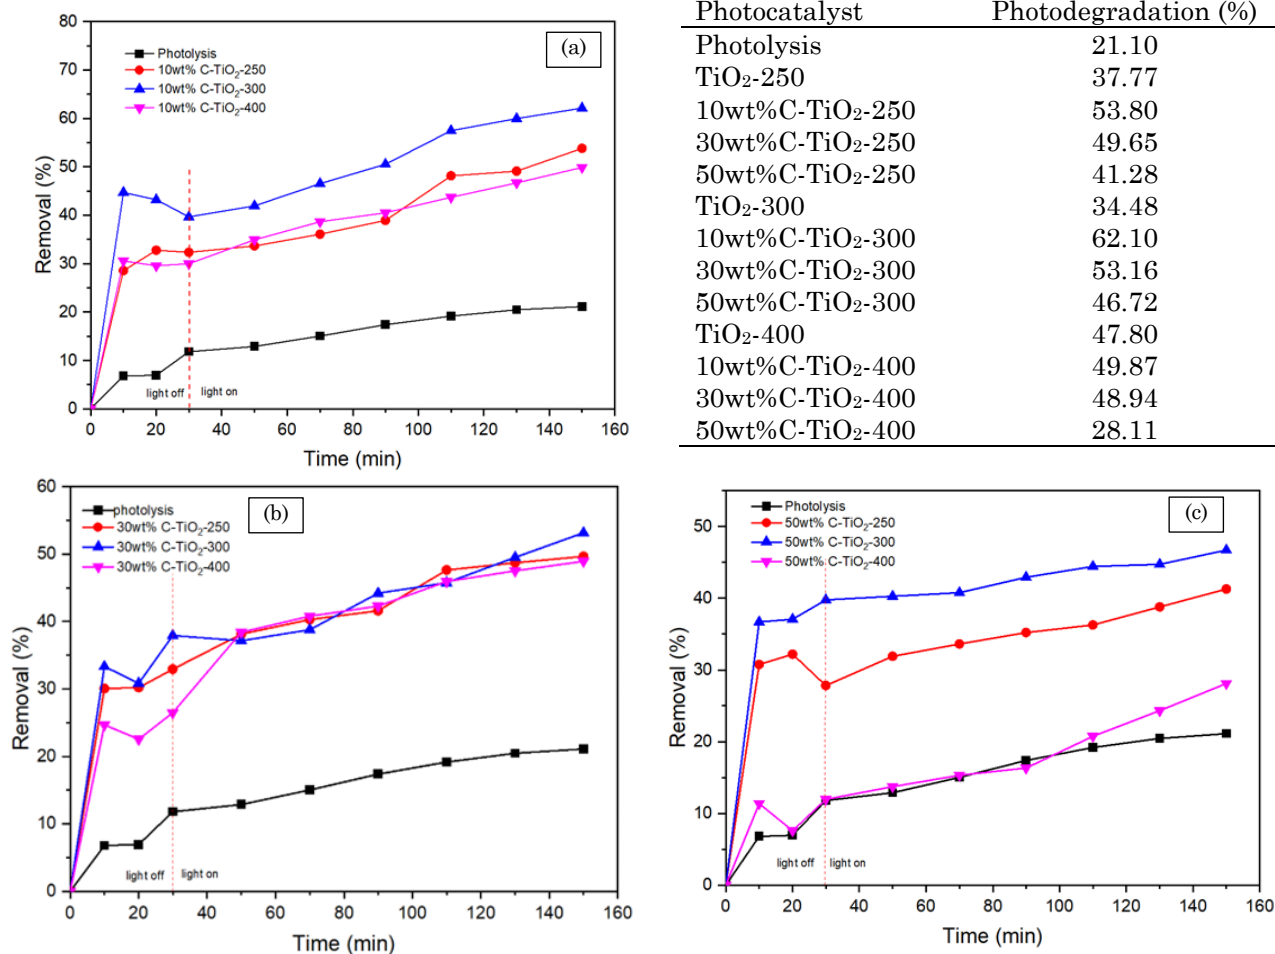 (a)
Photolysis
10wt% C-TiO₂-250
10wt% C-TiO₂-300
10wt% C-TiO₂-400
Removal (%)
80
70
60
50
40
30
20
10
0
light off
light on
0 20 40 60 80 100 120 140 160
Time (min)
Photocatalyst Photodegradation (%)
Photolysis 21.10
TiO₂-250 37.77
10wt%C-TiO₂-250 53.80
30wt%C-TiO₂-250 49.65
50wt%C-TiO₂-250 41.28
TiO₂-300 34.48
10wt%C-TiO₂-300 62.10
30wt%C-TiO₂-300 53.16
50wt%C-TiO₂-300 46.72
TiO₂-400 47.80
10wt%C-TiO₂-400 49.87
30wt%C-TiO₂-400 48.94
50wt%C-TiO₂-400 28.11
(b)
photolysis
30wt% C-TiO₂-250
30wt% C-TiO₂-300
30wt% C-TiO₂-400
Removal (%)
60
50
40
30
20
10
0
light off
light on
0 20 40 60 80 100 120 140 160
Time (min)
(c)
Photolysis
50wt% C-TiO₂-250
50wt% C-TiO₂-300
50wt% C-TiO₂-400
Removal (%)
50
40
30
20
10
0
light off
light on
0 20 40 60 80 100 120 140 160
Time (min)